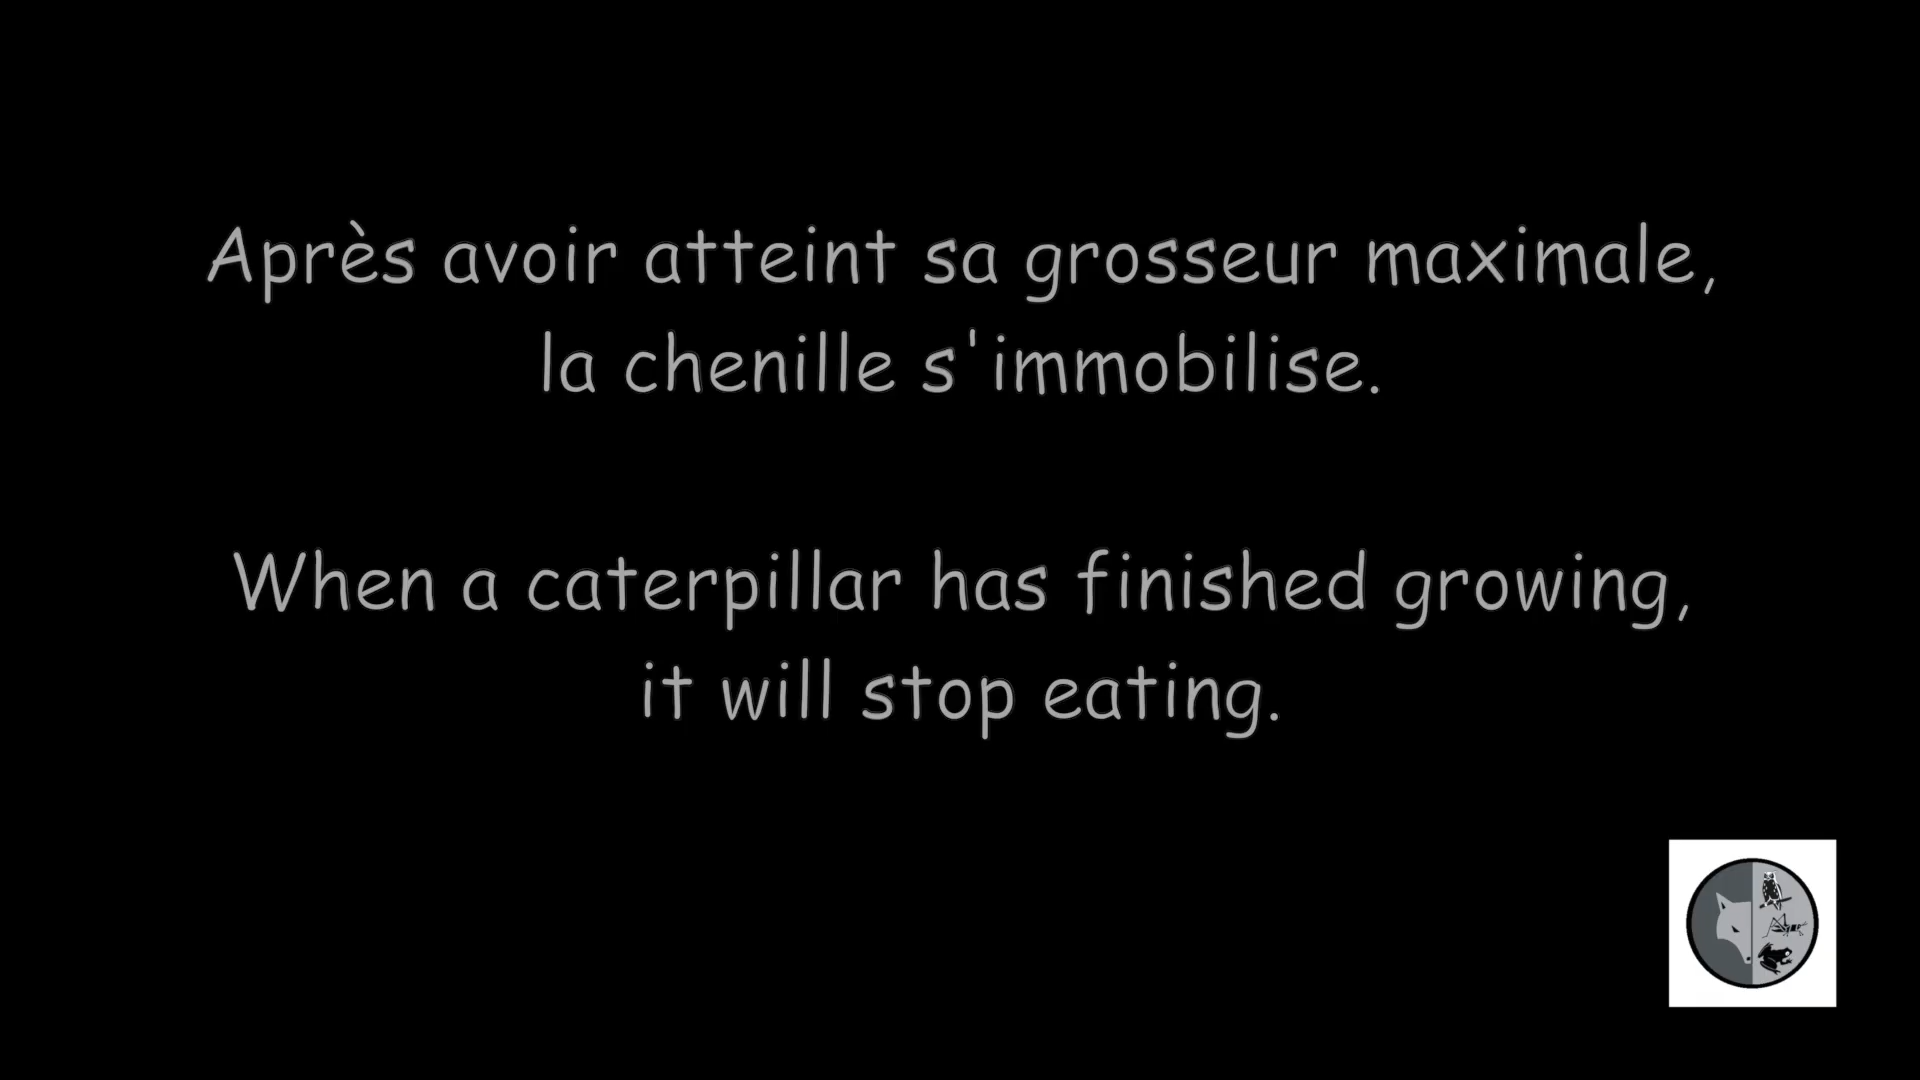 Après avoir atteint sa grosseur maximale,
la chenille s'immobilise.
When a caterpillar has finished growing,
it will stop eating.